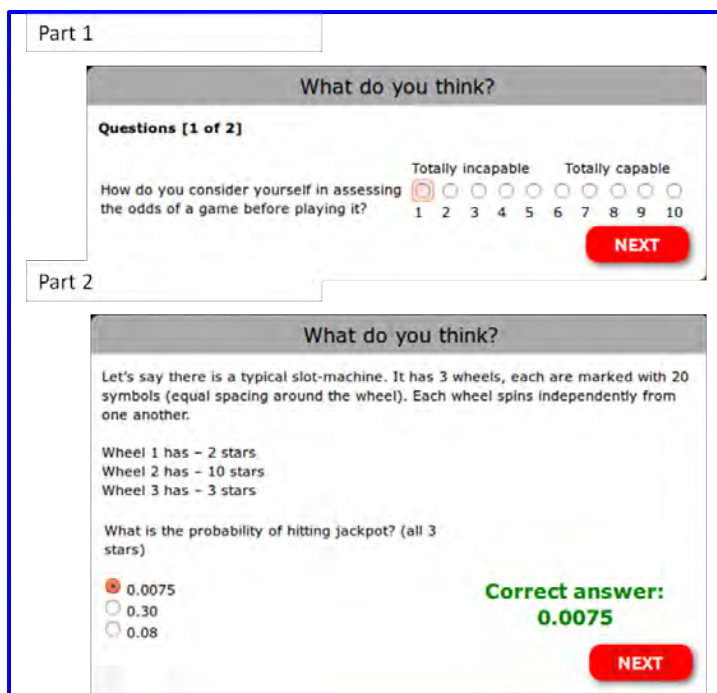 Part 1
What do you think?
Questions [1 of 2]
Totally incapable Totally capable
How do you consider yourself in assessing
the odds of a game before playing it?
1 2 3 4 5 6 7 8 9 10
NEXT
Part 2
What do you think?
Let's say there is a typical slot-machine. It has 3 wheels, each are marked with 20
symbols (equal spacing around the wheel). Each wheel spins independently from
one another.
Wheel 1 has – 2 stars
Wheel 2 has – 10 stars
Wheel 3 has – 3 stars
What is the probability of hitting jackpot? (all 3
stars)
0.0075
0.30
0.08
Correct answer:
0.0075
NEXT